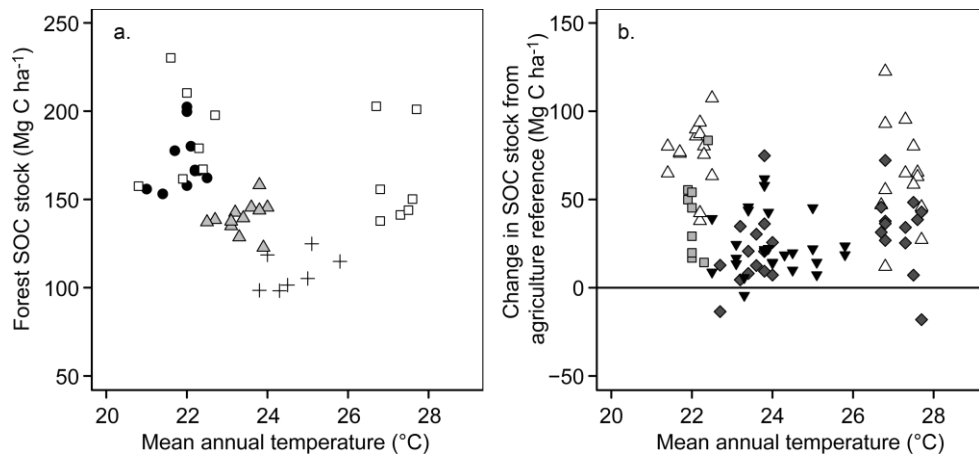 a.
Forest SOC stock (Mg C ha⁻¹)
250
200
150
100
50
20 22 24 26 28
Mean annual temperature (°C)
b.
Change in SOC stock from
agriculture reference (Mg C ha⁻¹)
150
100
50
0
−50
20 22 24 26 28
Mean annual temperature (°C)